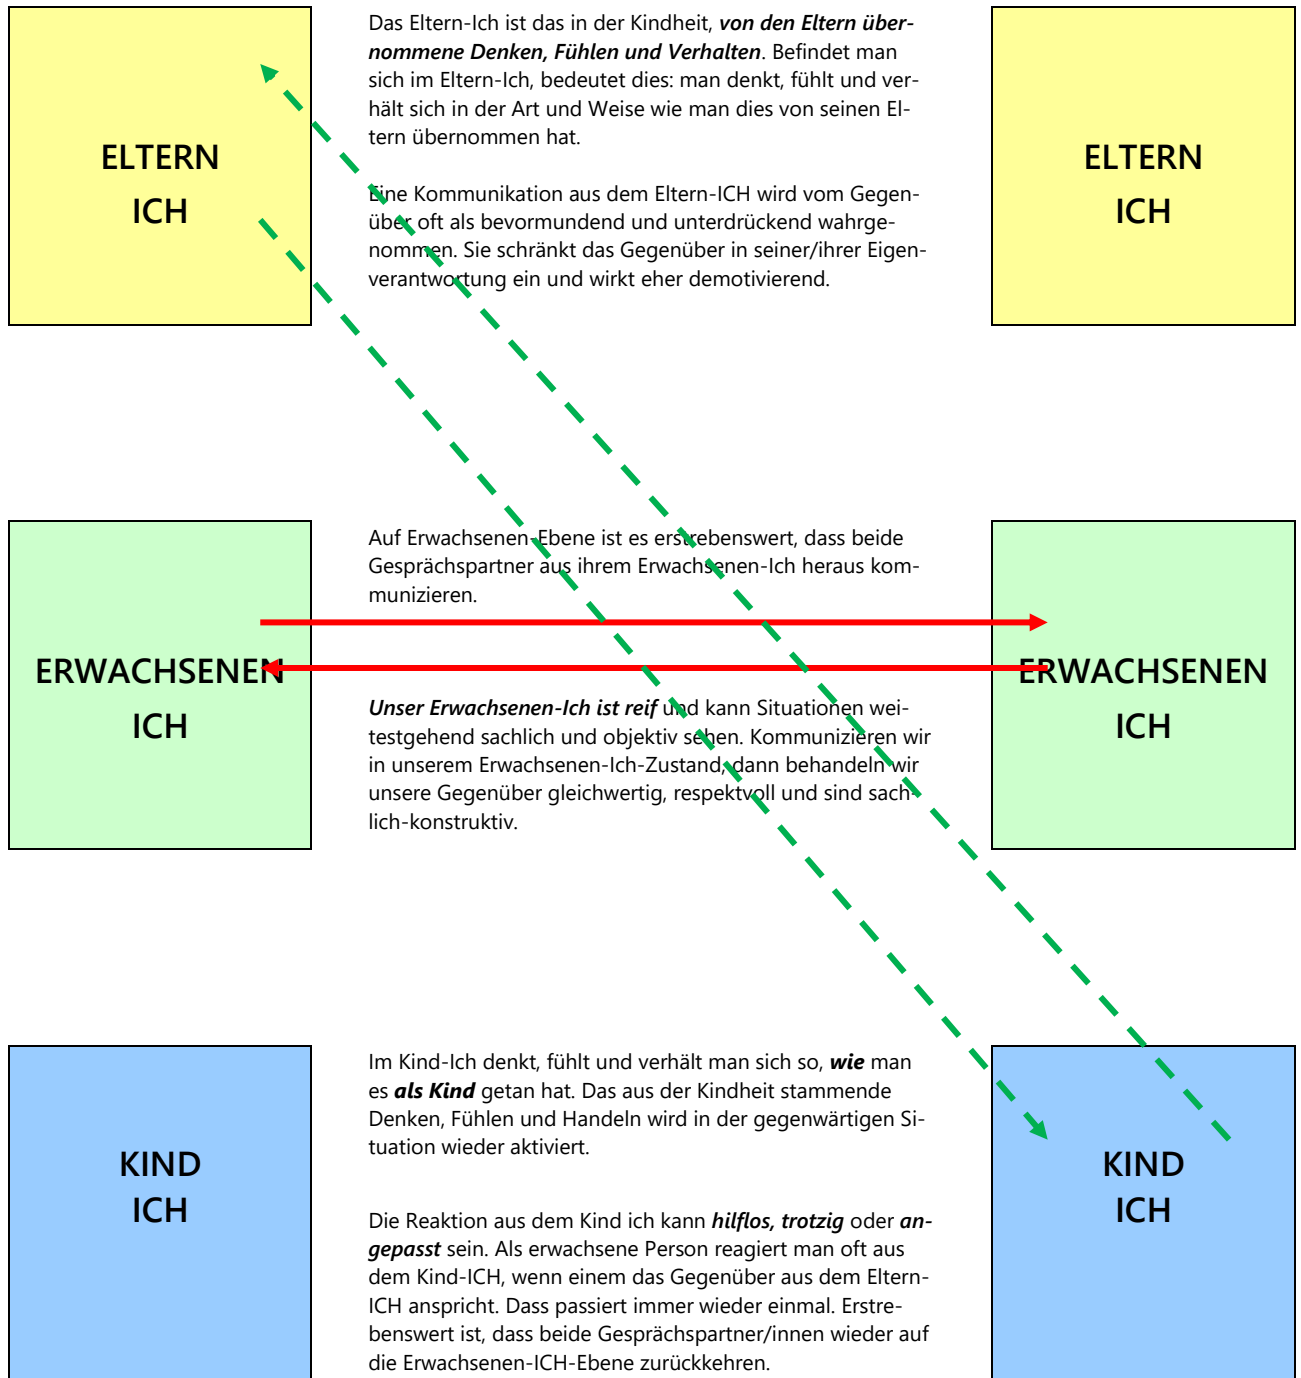 Das Eltern-Ich ist das in der Kindheit, von den Eltern über-
nommene Denken, Fühlen und Verhalten. Befindet man
sich im Eltern-Ich, bedeutet dies: man denkt, fühlt und ver-
hält sich in der Art und Weise wie man dies von seinen El-
tern übernommen hat.
ELTERN
ICH
Eine Kommunikation aus dem Eltern-ICH wird vom Gegen-
über oft als bevormundend und unterdrückend wahrge-
nommen. Sie schränkt das Gegenüber in seiner/ihrer Eigen-
verantwortung ein und wirkt eher demotivierend.
ELTERN
ICH
Auf Erwachsenen-Ebene ist es erstrebenswert, dass beide
Gesprächspartner aus ihrem Erwachsenen-Ich heraus kom-
munizieren.
ERWACHSENEN
ICH
ERWACHSENEN
ICH
Unser Erwachsenen-Ich ist reif und kann Situationen wei-
testgehend sachlich und objektiv sehen. Kommunizieren wir
in unserem Erwachsenen-Ich-Zustand, dann behandeln wir
unsere Gegenüber gleichwertig, respektvoll und sind sach-
lich-konstruktiv.
Im Kind-Ich denkt, fühlt und verhält man sich so, wie man
es als Kind getan hat. Das aus der Kindheit stammende
Denken, Fühlen und Handeln wird in der gegenwärtigen Si-
tuation wieder aktiviert.
KIND
ICH
KIND
ICH
Die Reaktion aus dem Kind ich kann hilflos, trotzig oder an-
gepasst sein. Als erwachsene Person reagiert man oft aus
dem Kind-ICH, wenn einem das Gegenüber aus dem Eltern-
ICH anspricht. Dass passiert immer wieder einmal. Erstre-
benswert ist, dass beide Gesprächspartner/innen wieder auf
die Erwachsenen-ICH-Ebene zurückkehren.